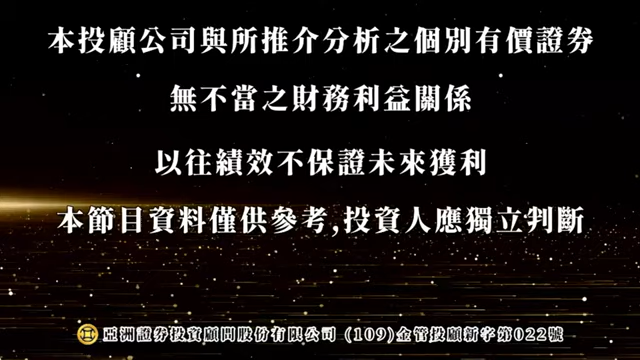 本投顧公司與所推介分析之個別有價證券
無不當之財務利益關係
以往績效不保證未來獲利
本節目資料僅供參考,投資人應獨立判斷
亞洲證券投資顧問股份有限公司 (109)金管投顧新字第022號